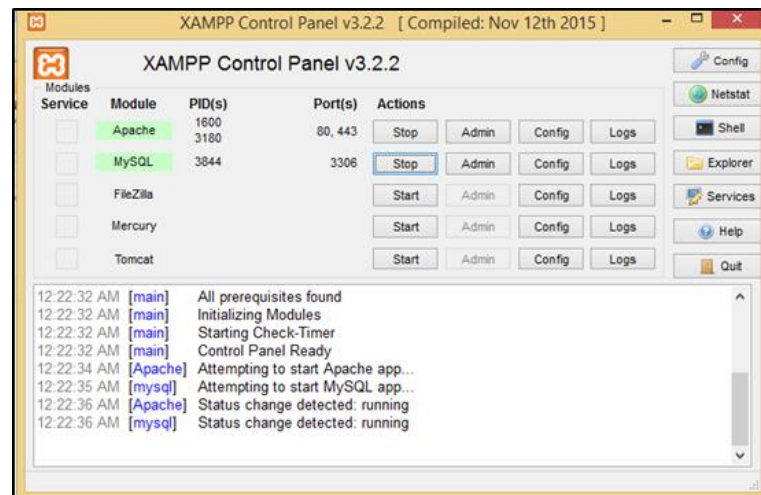 XAMPP Control Panel v3.2.2 [ Compiled: Nov 12th 2015 ]
XAMPP Control Panel v3.2.2
Config
Modules
Service Module PID(s) Port(s) Actions
Netstat
Apache 1600 3180 80, 443 Stop Admin Config Logs
Shell
MySQL 3844 3306 Stop Admin Config Logs
Explorer
FileZilla Start Admin Config Logs
Services
Mercury Start Admin Config Logs
Help
Tomcat Start Admin Config Logs
Quit
12:22:32 AM [main] All prerequisites found
12:22:32 AM [main] Initializing Modules
12:22:32 AM [main] Starting Check-Timer
12:22:32 AM [main] Control Panel Ready
12:22:34 AM [Apache] Attempting to start Apache app...
12:22:35 AM [mysql] Attempting to start MySQL app...
12:22:36 AM [Apache] Status change detected: running
12:22:36 AM [mysql] Status change detected: running